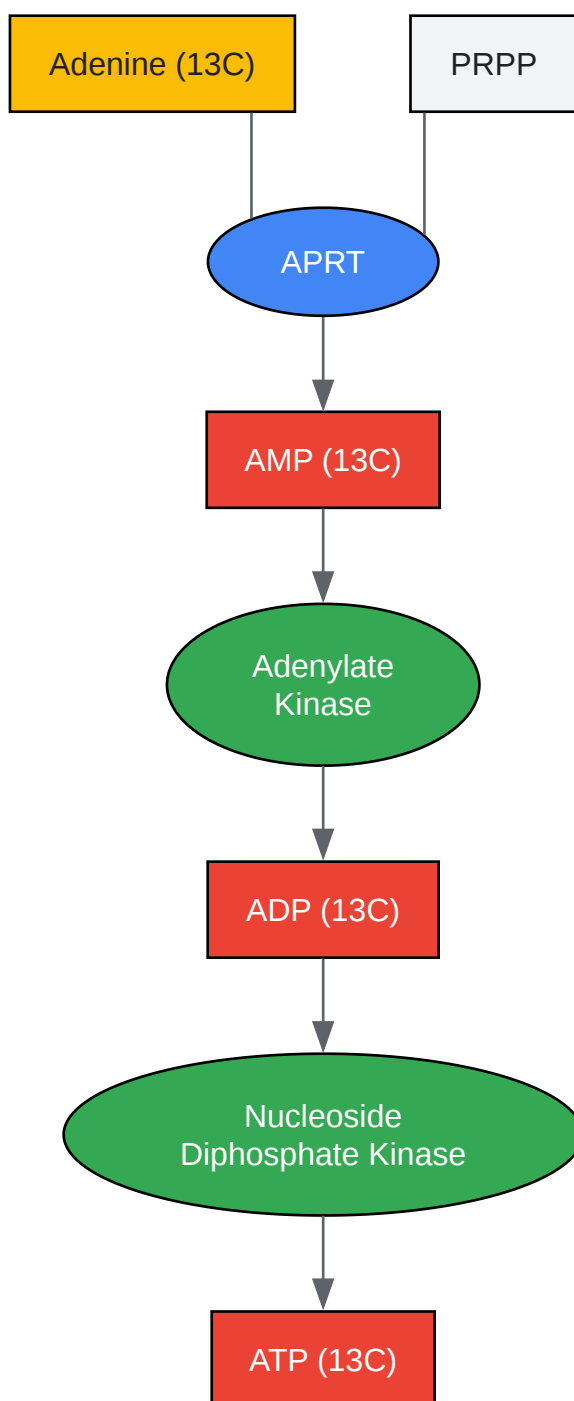 Adenine (13C)
PRPP
APRT
AMP (13C)
Adenylate
Kinase
ADP (13C)
Nucleoside
Diphosphate Kinase
ATP (13C)